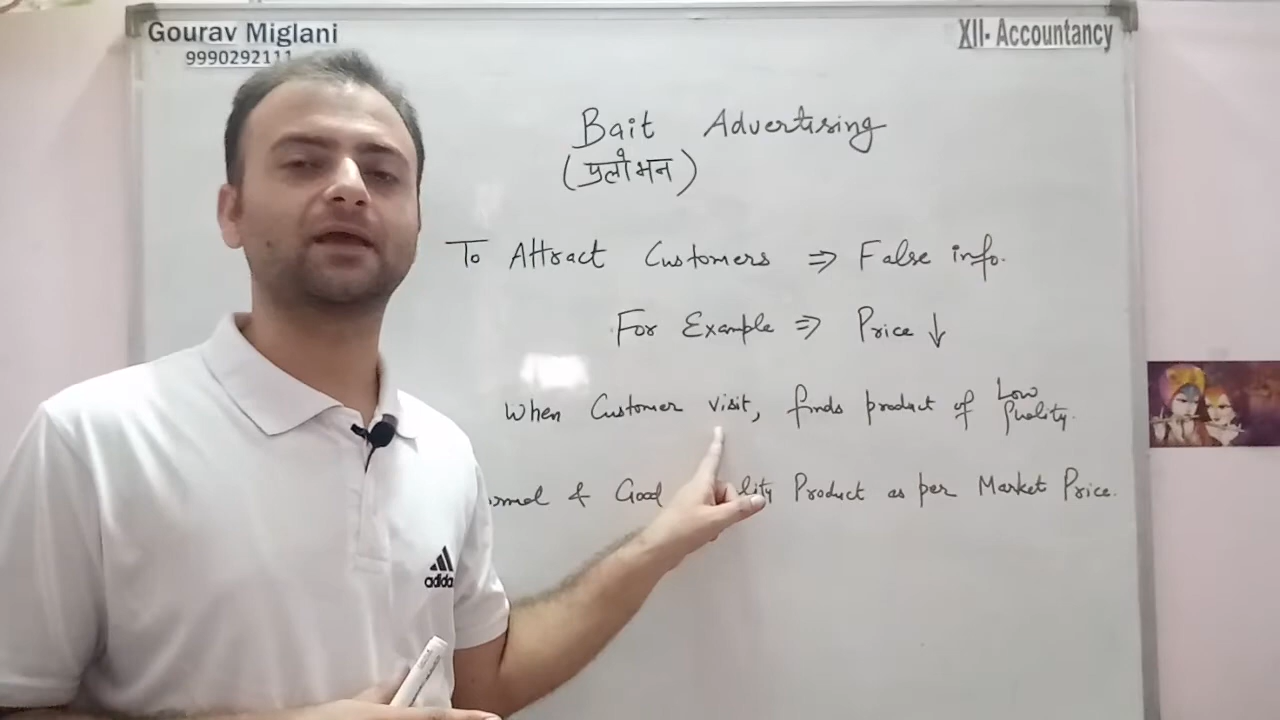 Gourav Miglani
9990292111
XII- Accountancy
Bait Advertising
(प्रलोभन)
To Attract Customers ⇒ False info.
For Example ⇒ Price ↓
When Customer visit, finds product of Low Quality.
& Good Product as per Market Price.
adidas